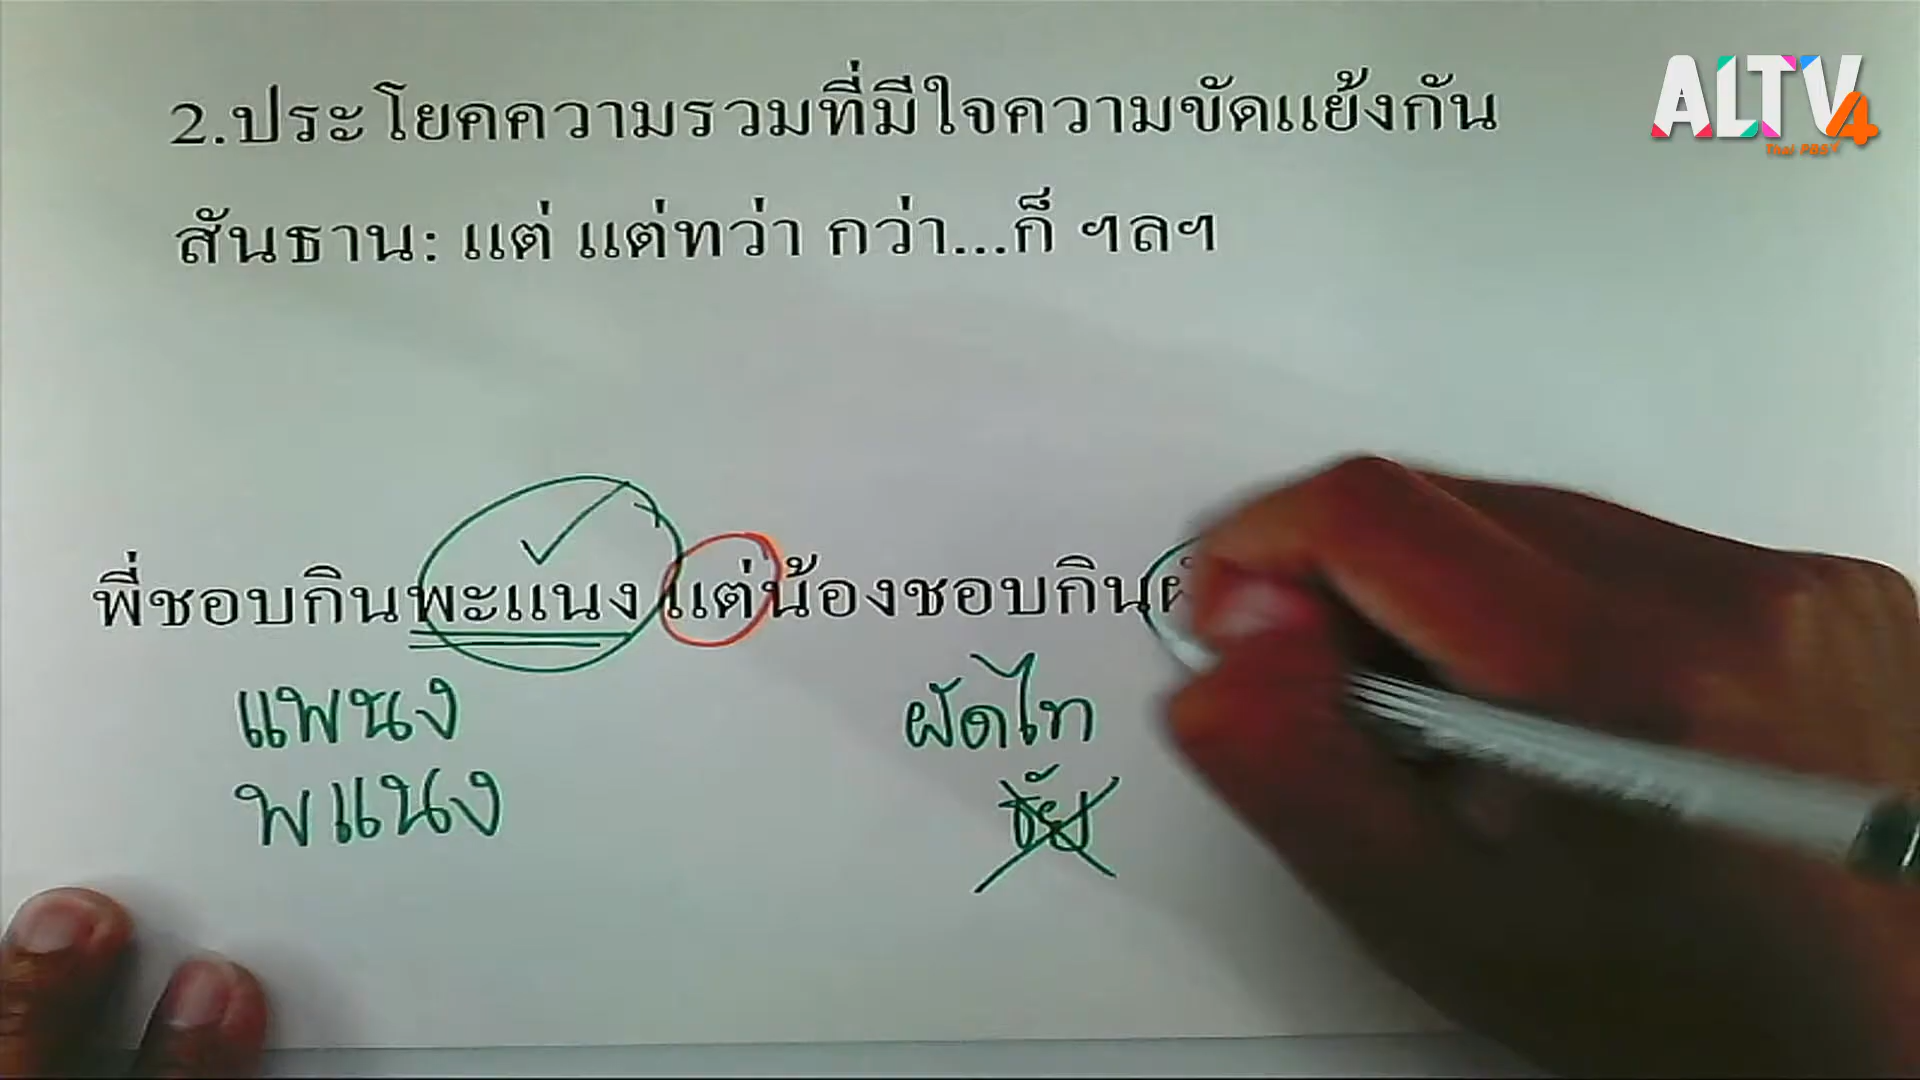 2.ประโยคความรวมที่มีใจความขัดแย้งกัน
ALTV4
Thai PBS
สันธาน: แต่ แต่ทว่า กว่า...ก็ ฯลฯ
พี่ชอบกินพะแนง แต่น้องชอบกิน
แพนง
ผัดไท
พแนง